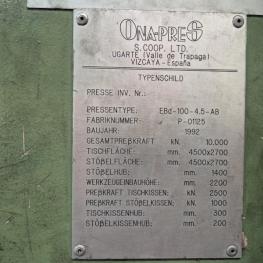 ONA-PRES
S.COOP. LTD.
UGARTE (Valle de Trapaga)
VIZCAYA - España
TYPENSCHILD
PRESSE INV. Nr.:
PRESSENTYPE: EBd-100-4.5-AB
FABRIKNUMMER: P-01125
BAUJAHR: 1992
GESAMTPREßKRAFT kN. 10.000
TISCHFLÄCHE: mm. 4500x2700
STÖßELFLÄCHE: mm. 4500x2700
STÖßELHUB: mm. 1400
WERKZEUGEINBAUHÖHE: mm. 2200
PREßKRAFT TISCHKISSEN: kN. 2500
PREßKRAFT STÖßELKISSEN: kN. 1000
TISCHKISSENHUB: mm. 300
STÖßELKISSENHUB: mm. 200